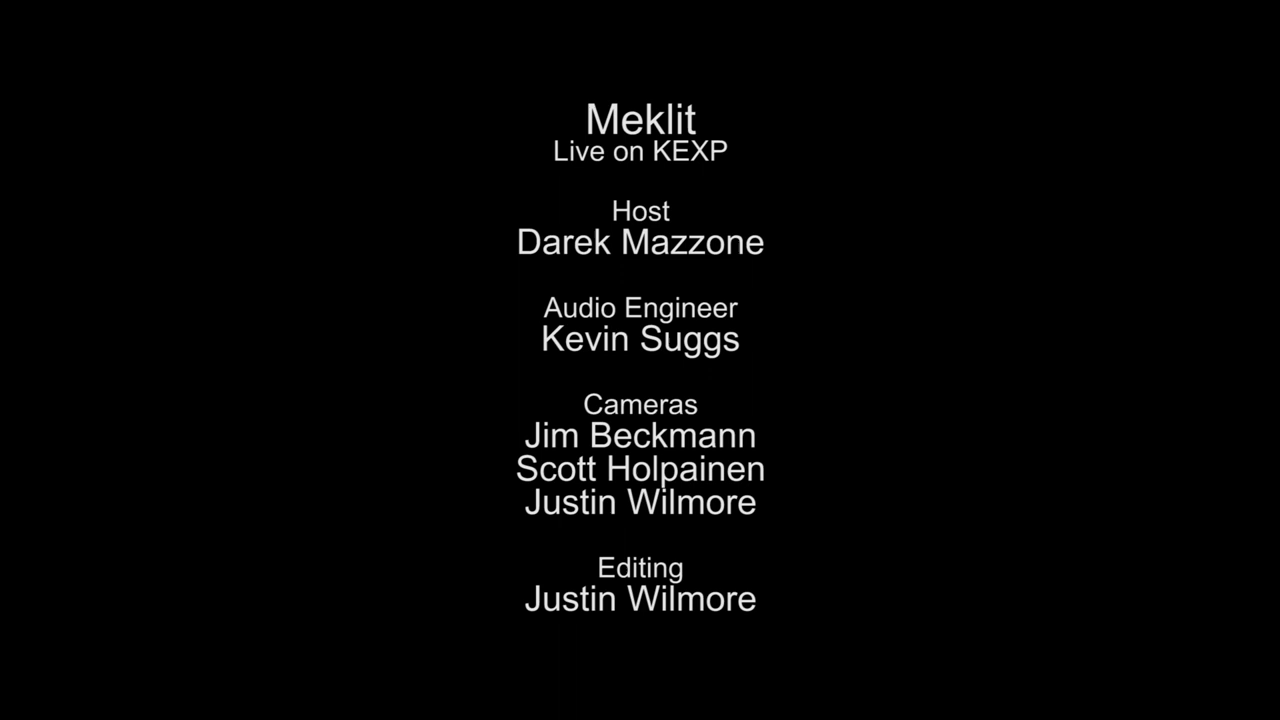 Meklit
Live on KEXP
Host
Darek Mazzone
Audio Engineer
Kevin Suggs
Cameras
Jim Beckmann
Scott Holpainen
Justin Wilmore
Editing
Justin Wilmore